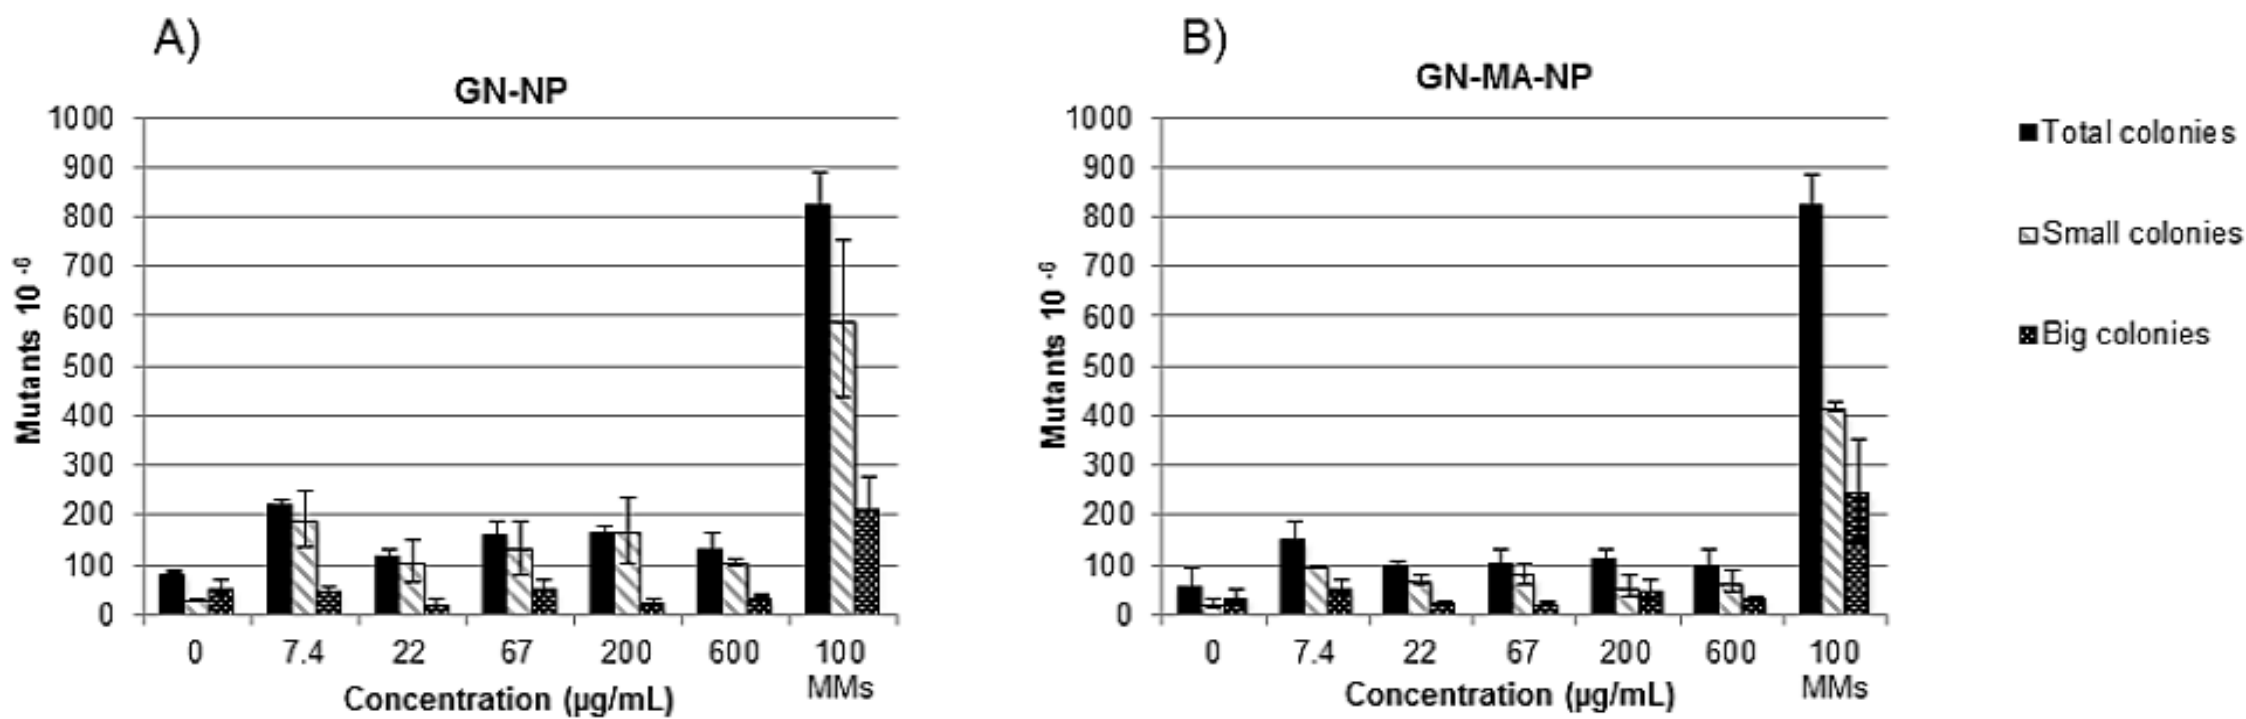 A)
GN-NP
1000
900
800
700
600
500
400
300
200
100
0
Mutants 10 -6
0 7.4 22 67 200 600 100
MMs
Concentration (µg/mL)
B)
GN-MA-NP
1000
900
800
700
600
500
400
300
200
100
0
Mutants 10 -6
0 7.4 22 67 200 600 100
MMs
Concentration (µg/mL)
Total colonies
Small colonies
Big colonies